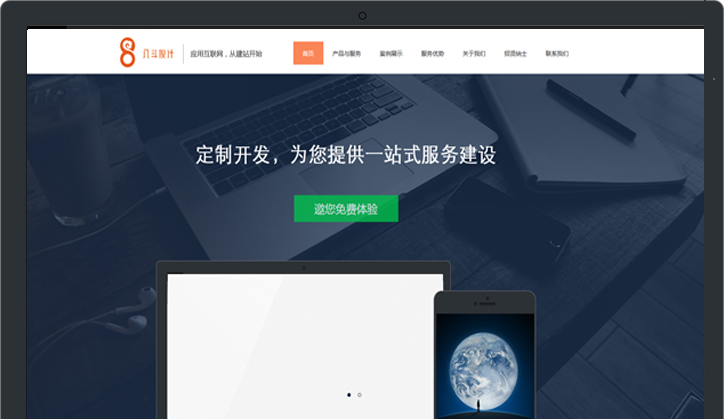 八斗设计
应用互联网，从建站开始
首页
产品与服务
案例展示
服务优势
关于我们
招贤纳士
联系我们
定制开发，为您提供一站式服务建设
邀您免费体验